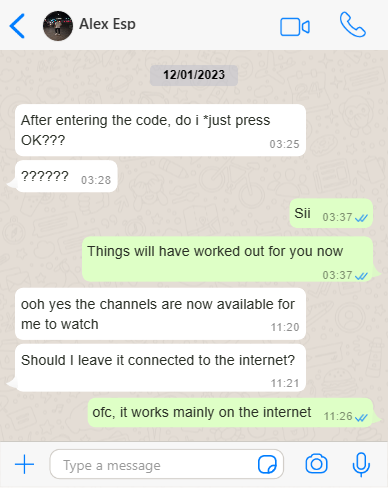 Alex Esp
12/01/2023
After entering the code, do i *just press
OK???
03:25
??????
03:28
Sii
03:37
Things will have worked out for you now
03:37
ooh yes the channels are now available for
me to watch
11:20
Should I leave it connected to the internet?
11:21
ofc, it works mainly on the internet
11:26
Type a message